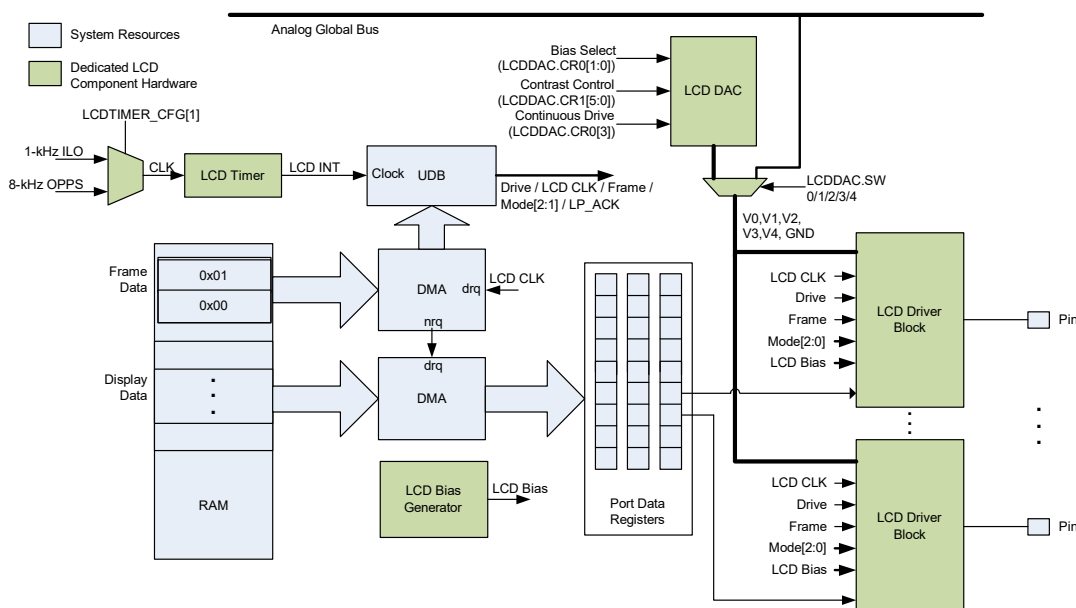 Analog Global Bus
System Resources
Dedicated LCD
Component Hardware
LCDTIMER_CFG[1]
1-kHz ILO
8-kHz OPPS
CLK
LCD Timer
LCD INT
Clock
UDB
Drive / LCD CLK / Frame /
Mode[2:1] / LP_ACK
Bias Select
(LCDDAC.CR0[1:0])
Contrast Control
(LCDDAC.CR1[5:0])
Continuous Drive
(LCDDAC.CR0[3])
LCD DAC
LCDDAC.SW
0/1/2/3/4
V0,V1,V2,
V3,V4, GND
Frame
Data
0x01
0x00
DMA
drq
LCD CLK
nrq
drq
DMA
Display
Data
RAM
LCD Bias
Generator
LCD Bias
Port Data
Registers
LCD CLK
Drive
Frame
Mode[2:0]
LCD Bias
LCD Driver
Block
Pin
LCD CLK
Drive
Frame
Mode[2:0]
LCD Bias
LCD Driver
Block
Pin